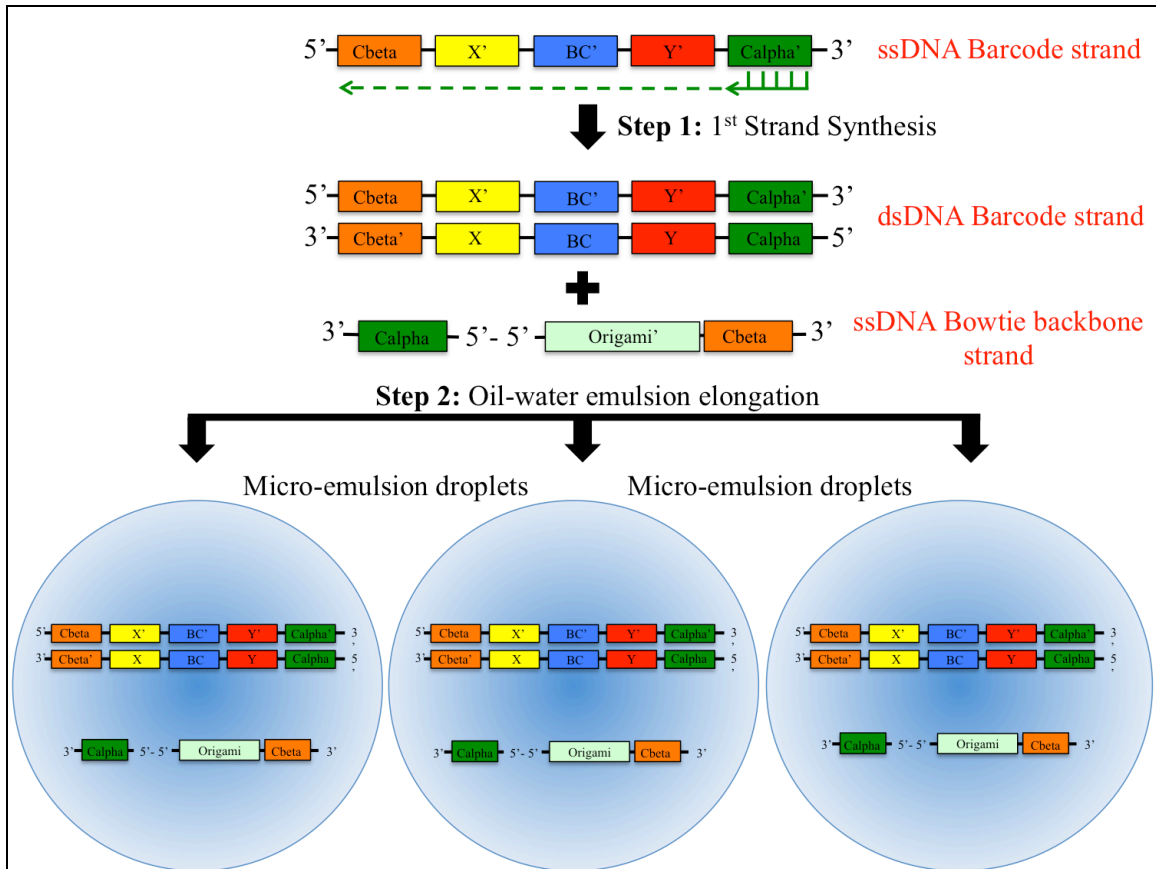 5’ Cbeta X’ BC’ Y’ Calpha’ 3’ ssDNA Barcode strand
Step 1: 1st Strand Synthesis
5’ Cbeta X’ BC’ Y’ Calpha’ 3’
dsDNA Barcode strand
3’ Cbeta’ X BC Y Calpha 5’
3’ Calpha 5’- 5’ Origami’ Cbeta 3’
ssDNA Bowtie backbone
strand
Step 2: Oil-water emulsion elongation
Micro-emulsion droplets Micro-emulsion droplets
5’ Cbeta X’ BC’ Y’ Calpha’ 3’
3’ Cbeta’ X BC Y Calpha 5’
3’ Calpha 5’- 5’ Origami Cbeta 3’
5’ Cbeta X’ BC’ Y’ Calpha’ 3’
3’ Cbeta’ X BC Y Calpha 5’
3’ Calpha 5’- 5’ Origami Cbeta 3’
5’ Cbeta X’ BC’ Y’ Calpha’ 3’
3’ Cbeta’ X BC Y Calpha 5’
3’ Calpha 5’- 5’ Origami Cbeta 3’